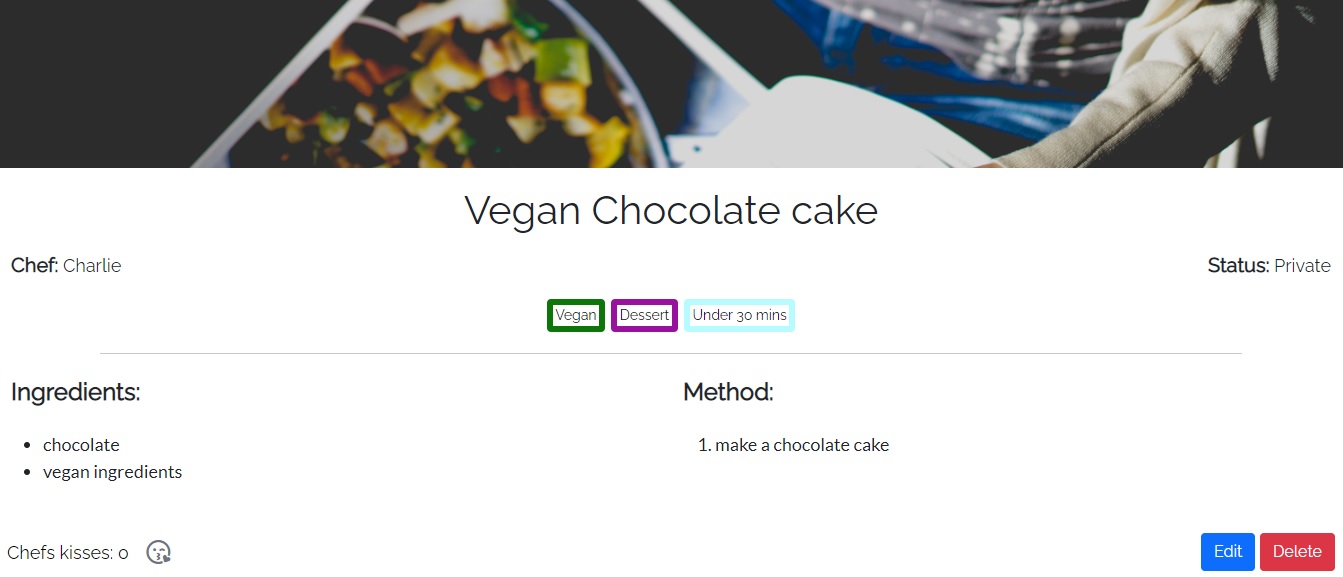 Vegan Chocolate cake
Chef: Charlie
Status: Private
Vegan
Dessert
Under 30 mins
Ingredients:
• chocolate
• vegan ingredients
Method:
1. make a chocolate cake
Chefs kisses: 0
Edit
Delete